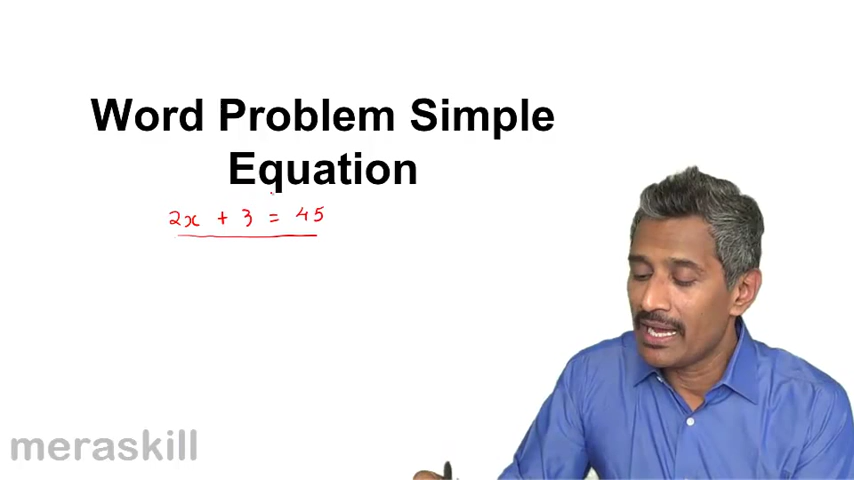 Word Problem Simple
Equation
2x + 3 = 45
meraskill